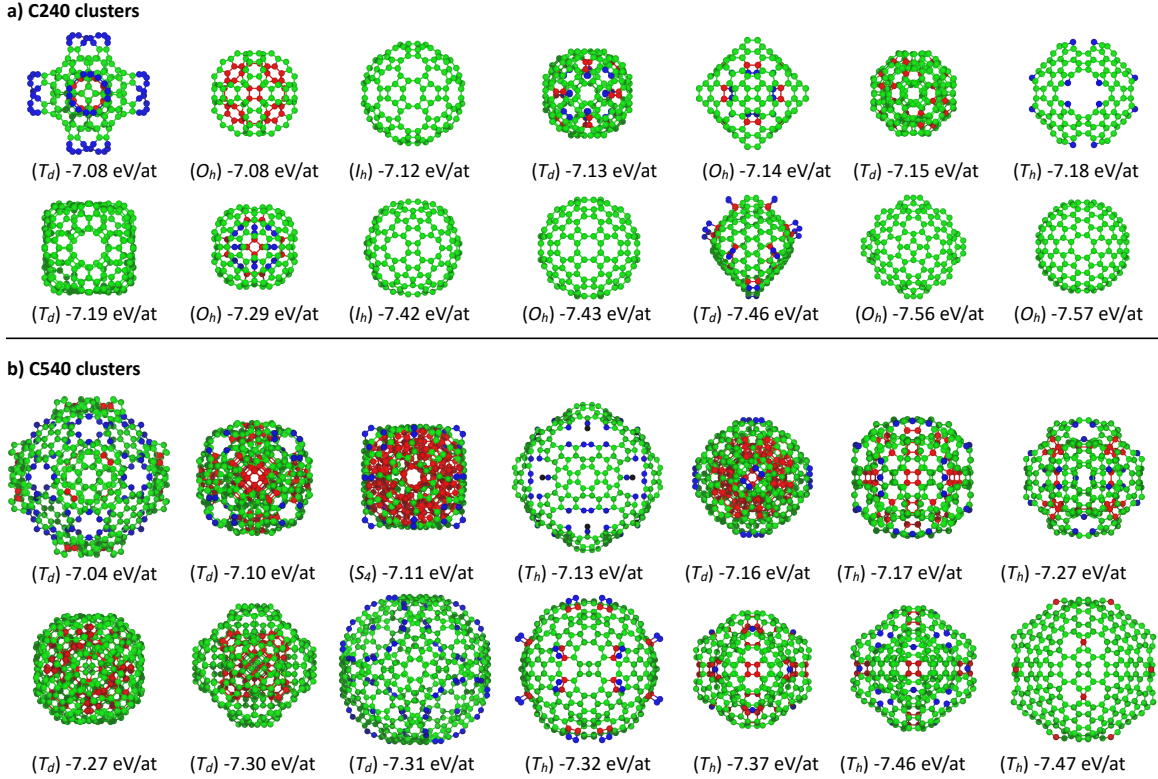 a) C240 clusters
(Td) -7.08 eV/at (Oh) -7.08 eV/at (Ih) -7.12 eV/at (Td) -7.13 eV/at (Oh) -7.14 eV/at (Td) -7.15 eV/at (Th) -7.18 eV/at
(Td) -7.19 eV/at (Oh) -7.29 eV/at (Ih) -7.42 eV/at (Oh) -7.43 eV/at (Td) -7.46 eV/at (Oh) -7.56 eV/at (Oh) -7.57 eV/at
b) C540 clusters
(Td) -7.04 eV/at (Td) -7.10 eV/at (S4) -7.11 eV/at (Th) -7.13 eV/at (Td) -7.16 eV/at (Th) -7.17 eV/at (Th) -7.27 eV/at
(Td) -7.27 eV/at (Td) -7.30 eV/at (Td) -7.31 eV/at (Th) -7.32 eV/at (Th) -7.37 eV/at (Th) -7.46 eV/at (Th) -7.47 eV/at